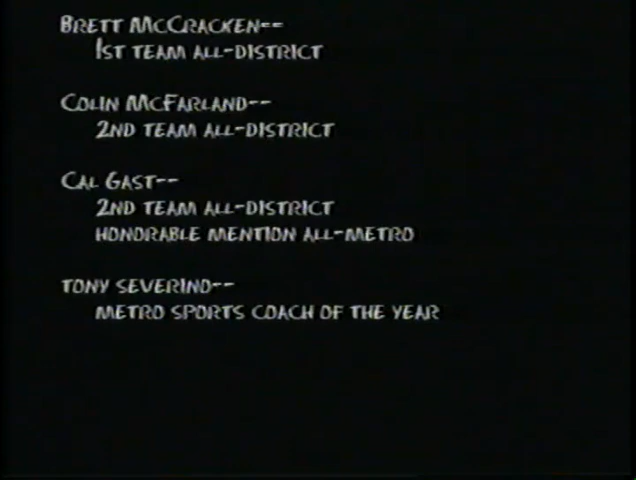 BRETT MCCRACKEN--
1ST TEAM ALL-DISTRICT
COLIN MCFARLAND--
2ND TEAM ALL-DISTRICT
CAL GAST--
2ND TEAM ALL-DISTRICT
HONORABLE MENTION ALL-METRO
TONY SEVERINO--
METRO SPORTS COACH OF THE YEAR